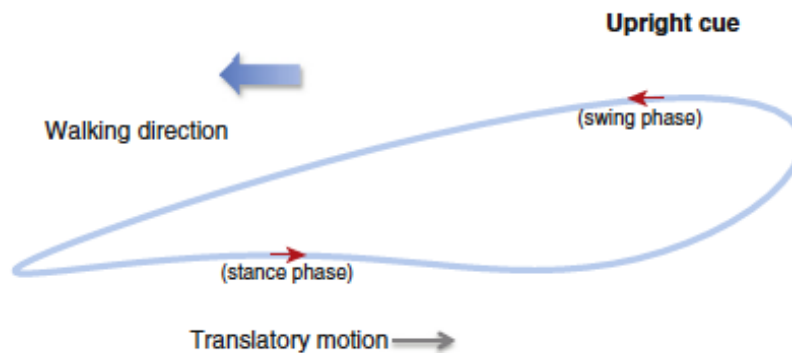 Upright cue
Walking direction
(swing phase)
(stance phase)
Translatory motion